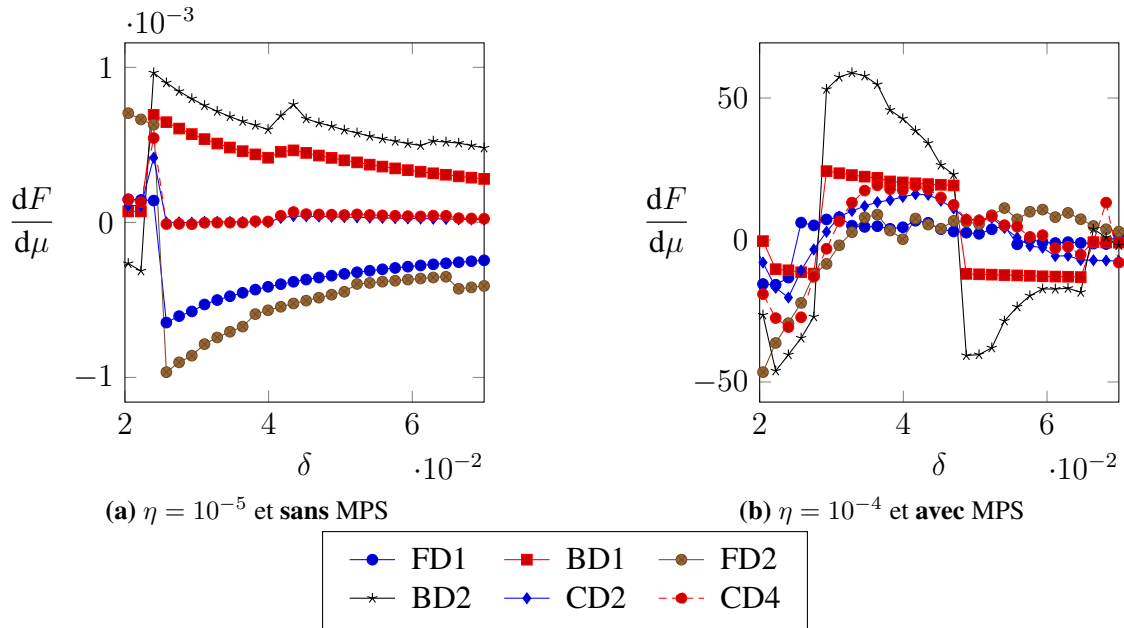 ·10⁻³
1
0
−1
dF
dμ
2 4 6
δ
·10⁻²
(a) η = 10⁻⁵ et sans MPS
50
0
−50
dF
dμ
2 4 6
δ
·10⁻²
(b) η = 10⁻⁴ et avec MPS
FD1 BD1 FD2
BD2 CD2 CD4